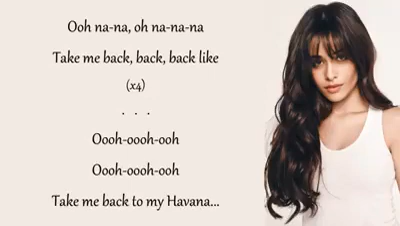 Ooh na-na, oh na-na-na
Take me back, back, back like
(x4)
. . .
Oooh-oooh-ooh
Oooh-oooh-ooh
Take me back to my Havana...